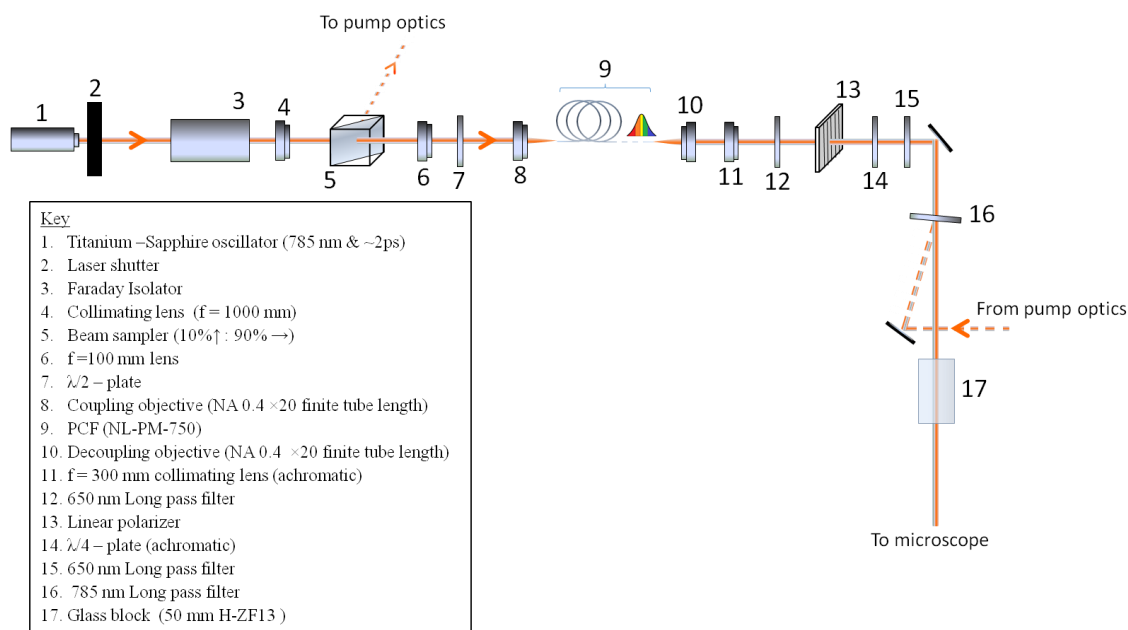 To pump optics
1
2
3
4
5
6
7
8
9
10
11
12
13
14
15
16
From pump optics
17
To microscope
Key
1. Titanium –Sapphire oscillator (785 nm & ~2ps)
2. Laser shutter
3. Faraday Isolator
4. Collimating lens (f = 1000 mm)
5. Beam sampler (10%↑ : 90% →)
6. f =100 mm lens
7. λ/2 – plate
8. Coupling objective (NA 0.4 ×20 finite tube length)
9. PCF (NL-PM-750)
10. Decoupling objective (NA 0.4 ×20 finite tube length)
11. f = 300 mm collimating lens (achromatic)
12. 650 nm Long pass filter
13. Linear polarizer
14. λ/4 – plate (achromatic)
15. 650 nm Long pass filter
16. 785 nm Long pass filter
17. Glass block (50 mm H-ZF13 )